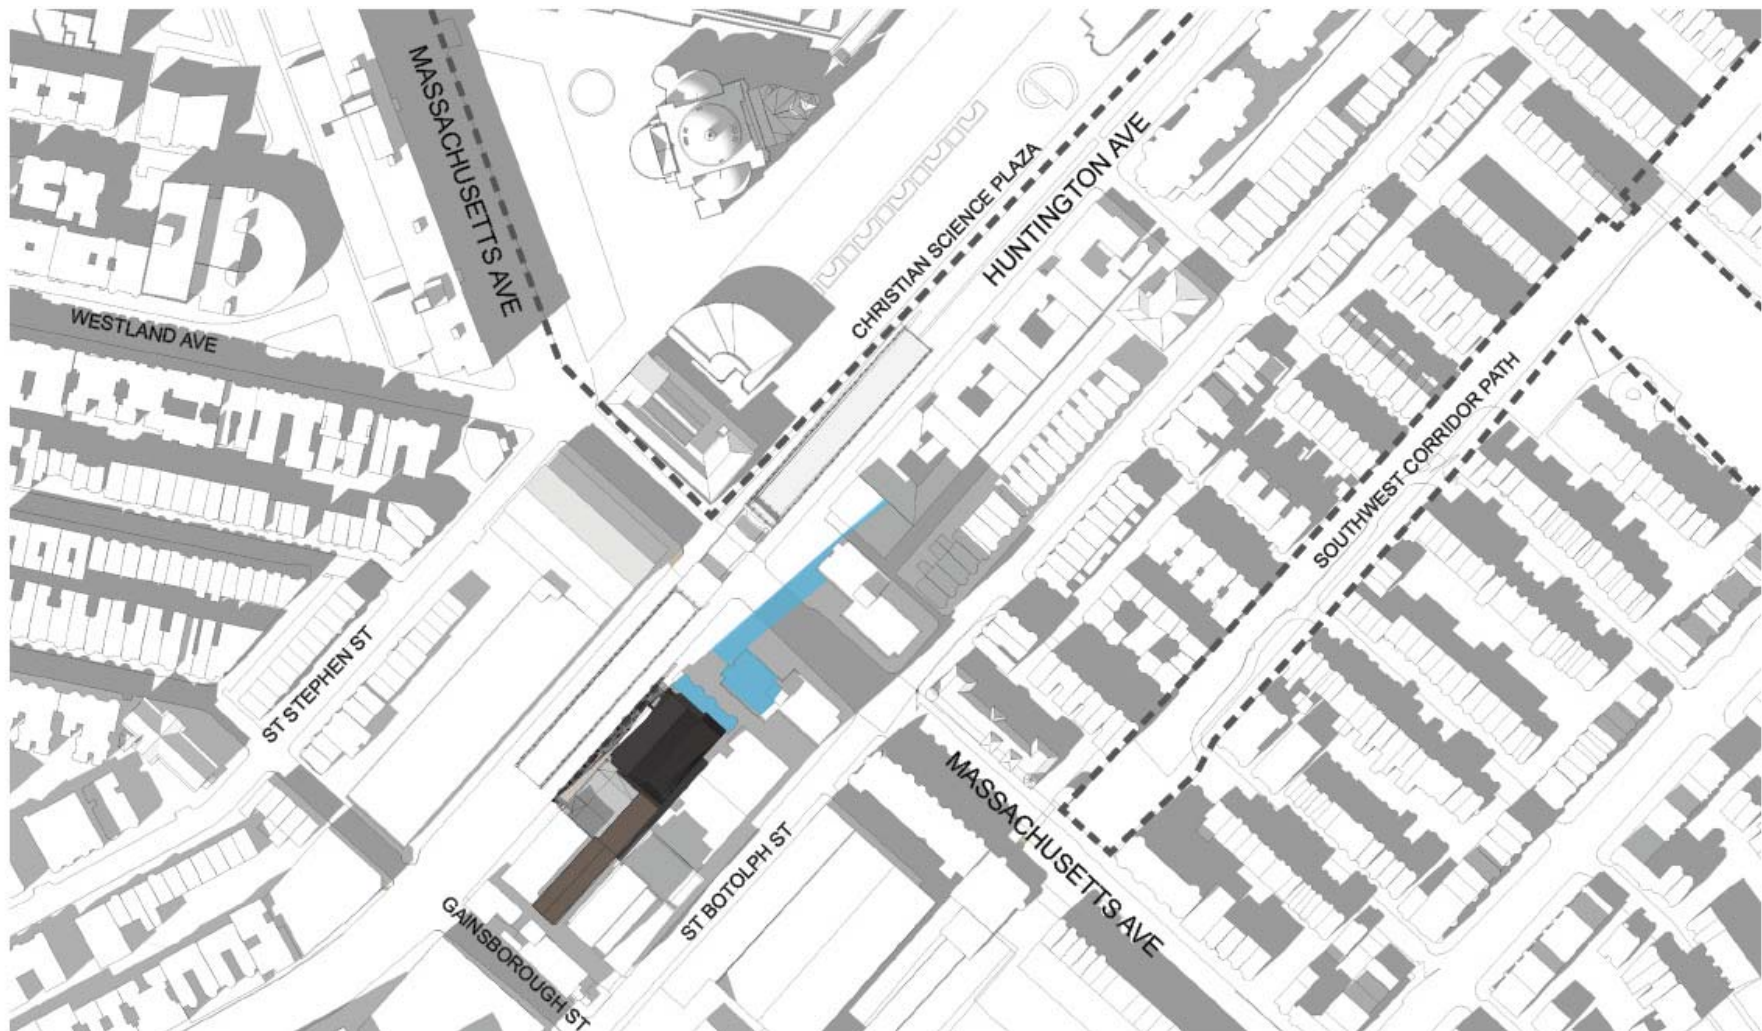 MASSACHUSETTS AVE
CHRISTIAN SCIENCE PLAZA
HUNTINGTON AVE
WESTLAND AVE
SOUTHWEST CORRIDOR PATH
ST STEPHEN ST
MASSACHUSETTS AVE
ST BOTOLPH ST
GAINSBOROUGH ST